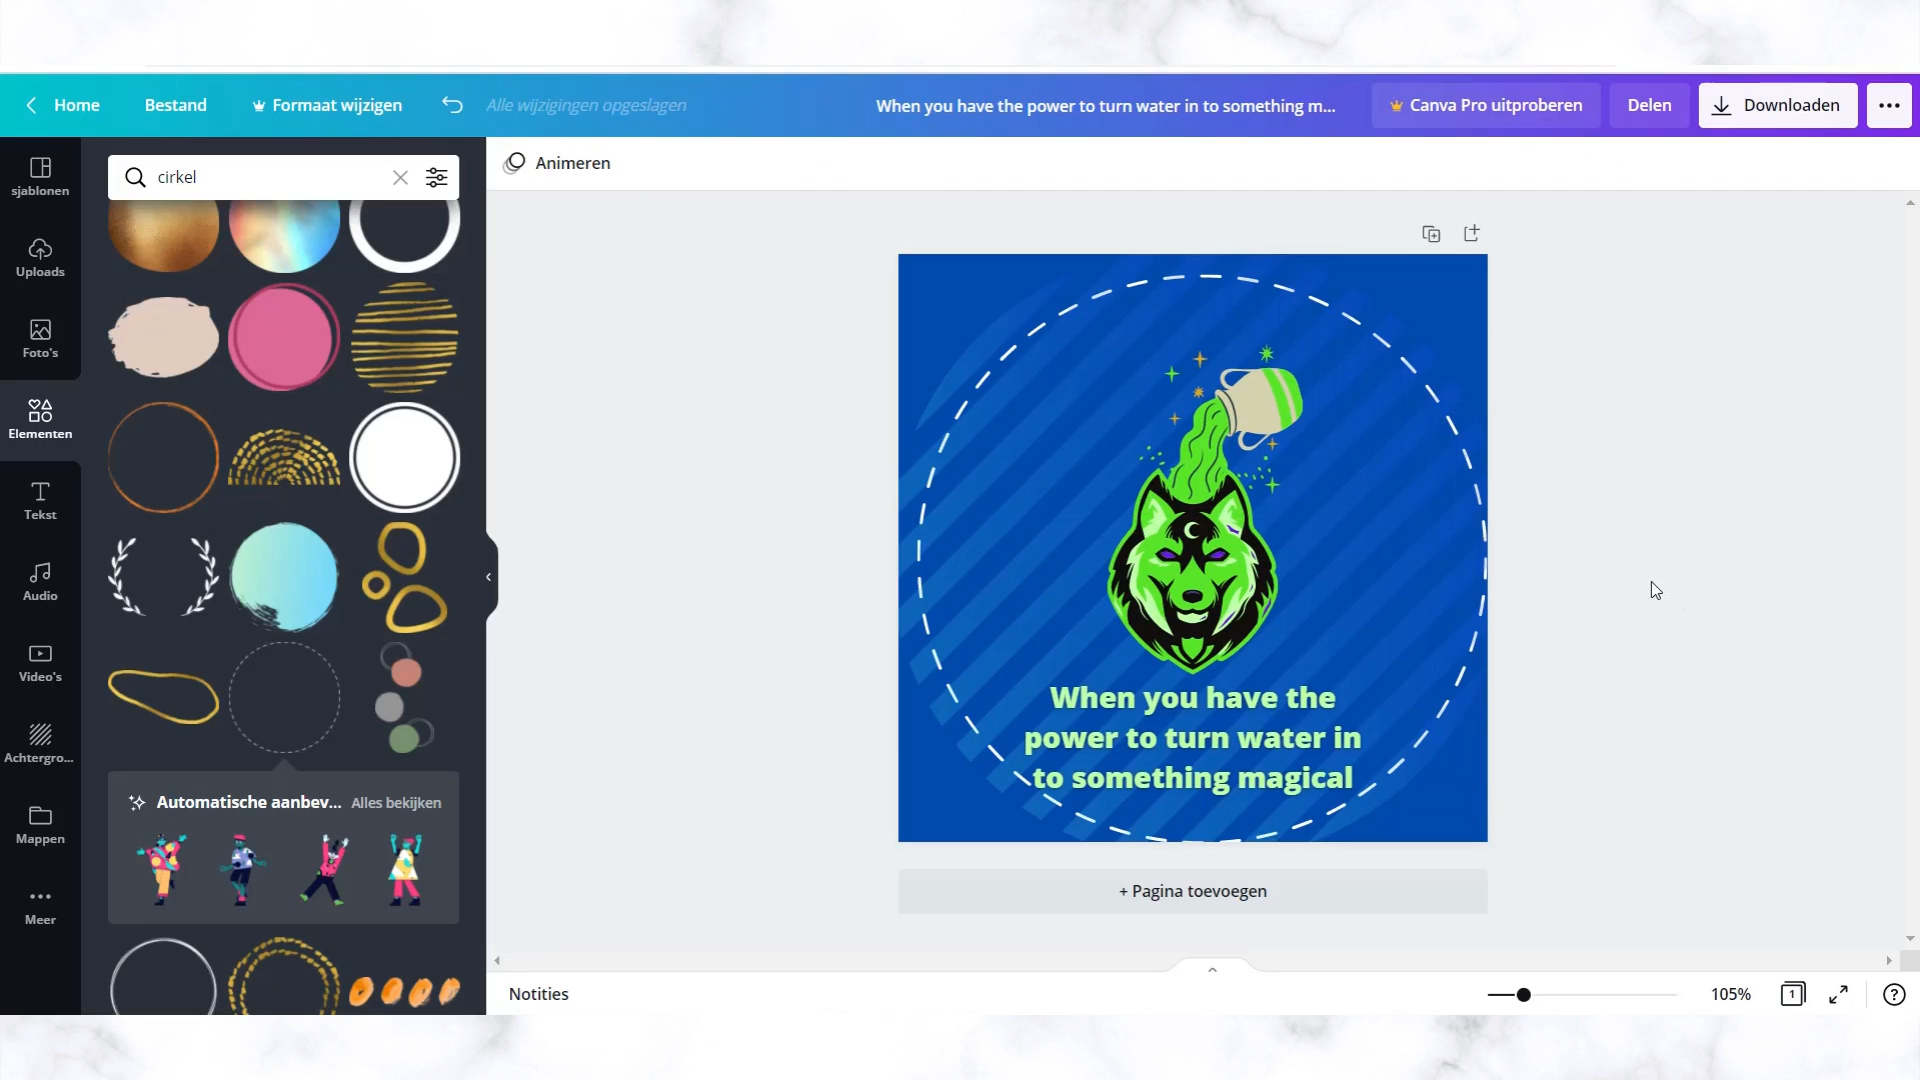 Home
Bestand
Formaat wijzigen
Alle wijzigingen opgeslagen
When you have the power to turn water in to something m...
Canva Pro uitproberen
Delen
Downloaden
sjablonen
Uploads
Foto's
Elementen
Tekst
Audio
Video's
Achtergro...
Mappen
Meer
cirkel
Automatische aanbev...
Alles bekijken
Animeren
When you have the
power to turn water in
to something magical
+ Pagina toevoegen
Notities
105%
1
?